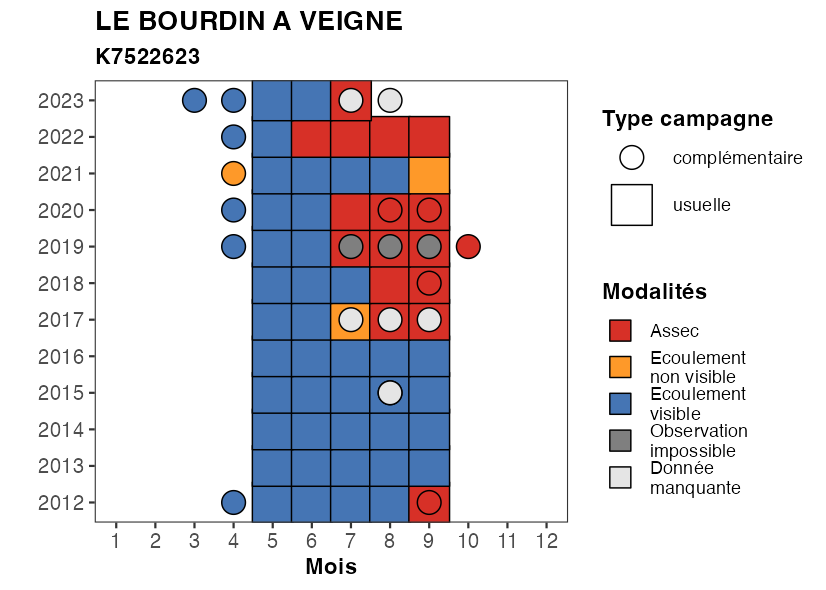 LE BOURDIN A VEIGNE
K7522623
2023
2022
2021
2020
2019
2018
2017
2016
2015
2014
2013
2012
1 2 3 4 5 6 7 8 9 10 11 12
Mois
Type campagne
complémentaire
usuelle
Modalités
Assec
Ecoulement
non visible
Ecoulement
visible
Observation
impossible
Donnée
manquante